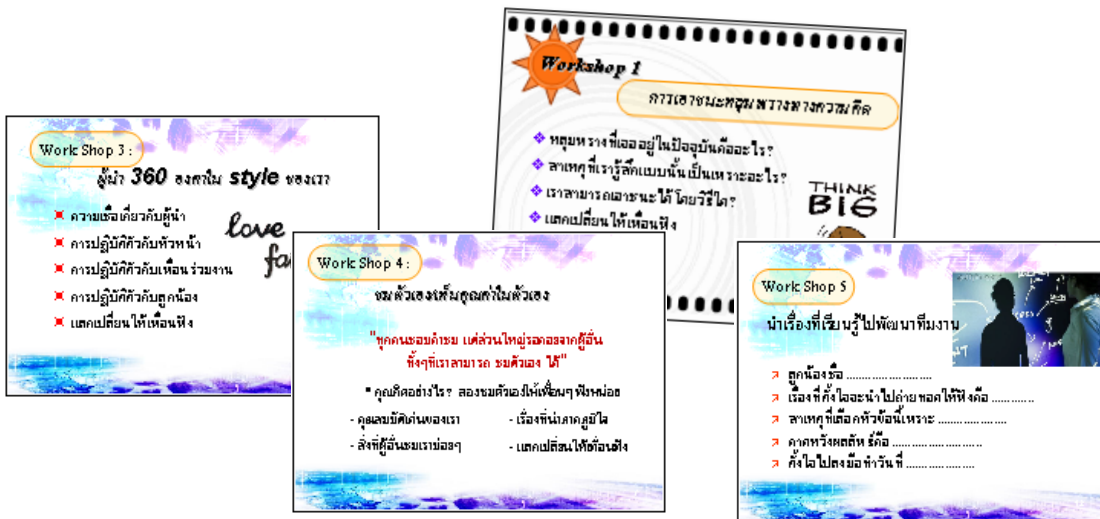 Workshop 1
การเอาชนะหลุมพรางทางความคิด
หลุมพรางที่เจออยู่ในปัจจุบันคืออะไร?
สาเหตุที่เรารู้สึกแบบนั้นเป็นเพราะอะไร?
เราสามารถเอาชนะได้โดยวิธีใด?
แลกเปลี่ยนให้เพื่อนฟัง
THINK
BIG
Work Shop 3 :
ผู้นำ 360 องศาใน style ของเรา
ความเชื่อเกี่ยวกับผู้นำ
การปฏิบัติตัวกับหัวหน้า
การปฏิบัติตัวกับเพื่อนร่วมงาน
การปฏิบัติตัวกับลูกน้อง
แลกเปลี่ยนให้เพื่อนฟัง
love
Work Shop 4 :
ชมตัวเองเห็นคุณค่าในตัวเอง
"ทุกคนชอบคำชม แต่ส่วนใหญ่รอคอยจากผู้อื่น
ทั้งๆที่เราสามารถ ชมตัวเอง ได้"
* คุณคิดอย่างไร? ลองชมตัวเองให้เพื่อนๆ ฟังหน่อย
- คุณสมบัติเด่นของเรา - เรื่องที่น่าภาคภูมิใจ
- สิ่งที่ผู้อื่นชมเราบ่อยๆ - แลกเปลี่ยนให้เพื่อนฟัง
Work Shop 5
นำเรื่องที่เรียนรู้ไปพัฒนาทีมงาน
ลูกน้องชื่อ ........................
เรื่องที่ตั้งใจจะนำไปถ่ายทอดให้ฟังคือ ............
สาเหตุที่เลือกหัวข้อนี้เพราะ ...................
คาดหวังผลลัพธ์คือ .........................
ตั้งใจไปลงมือทำวันที่ ...................